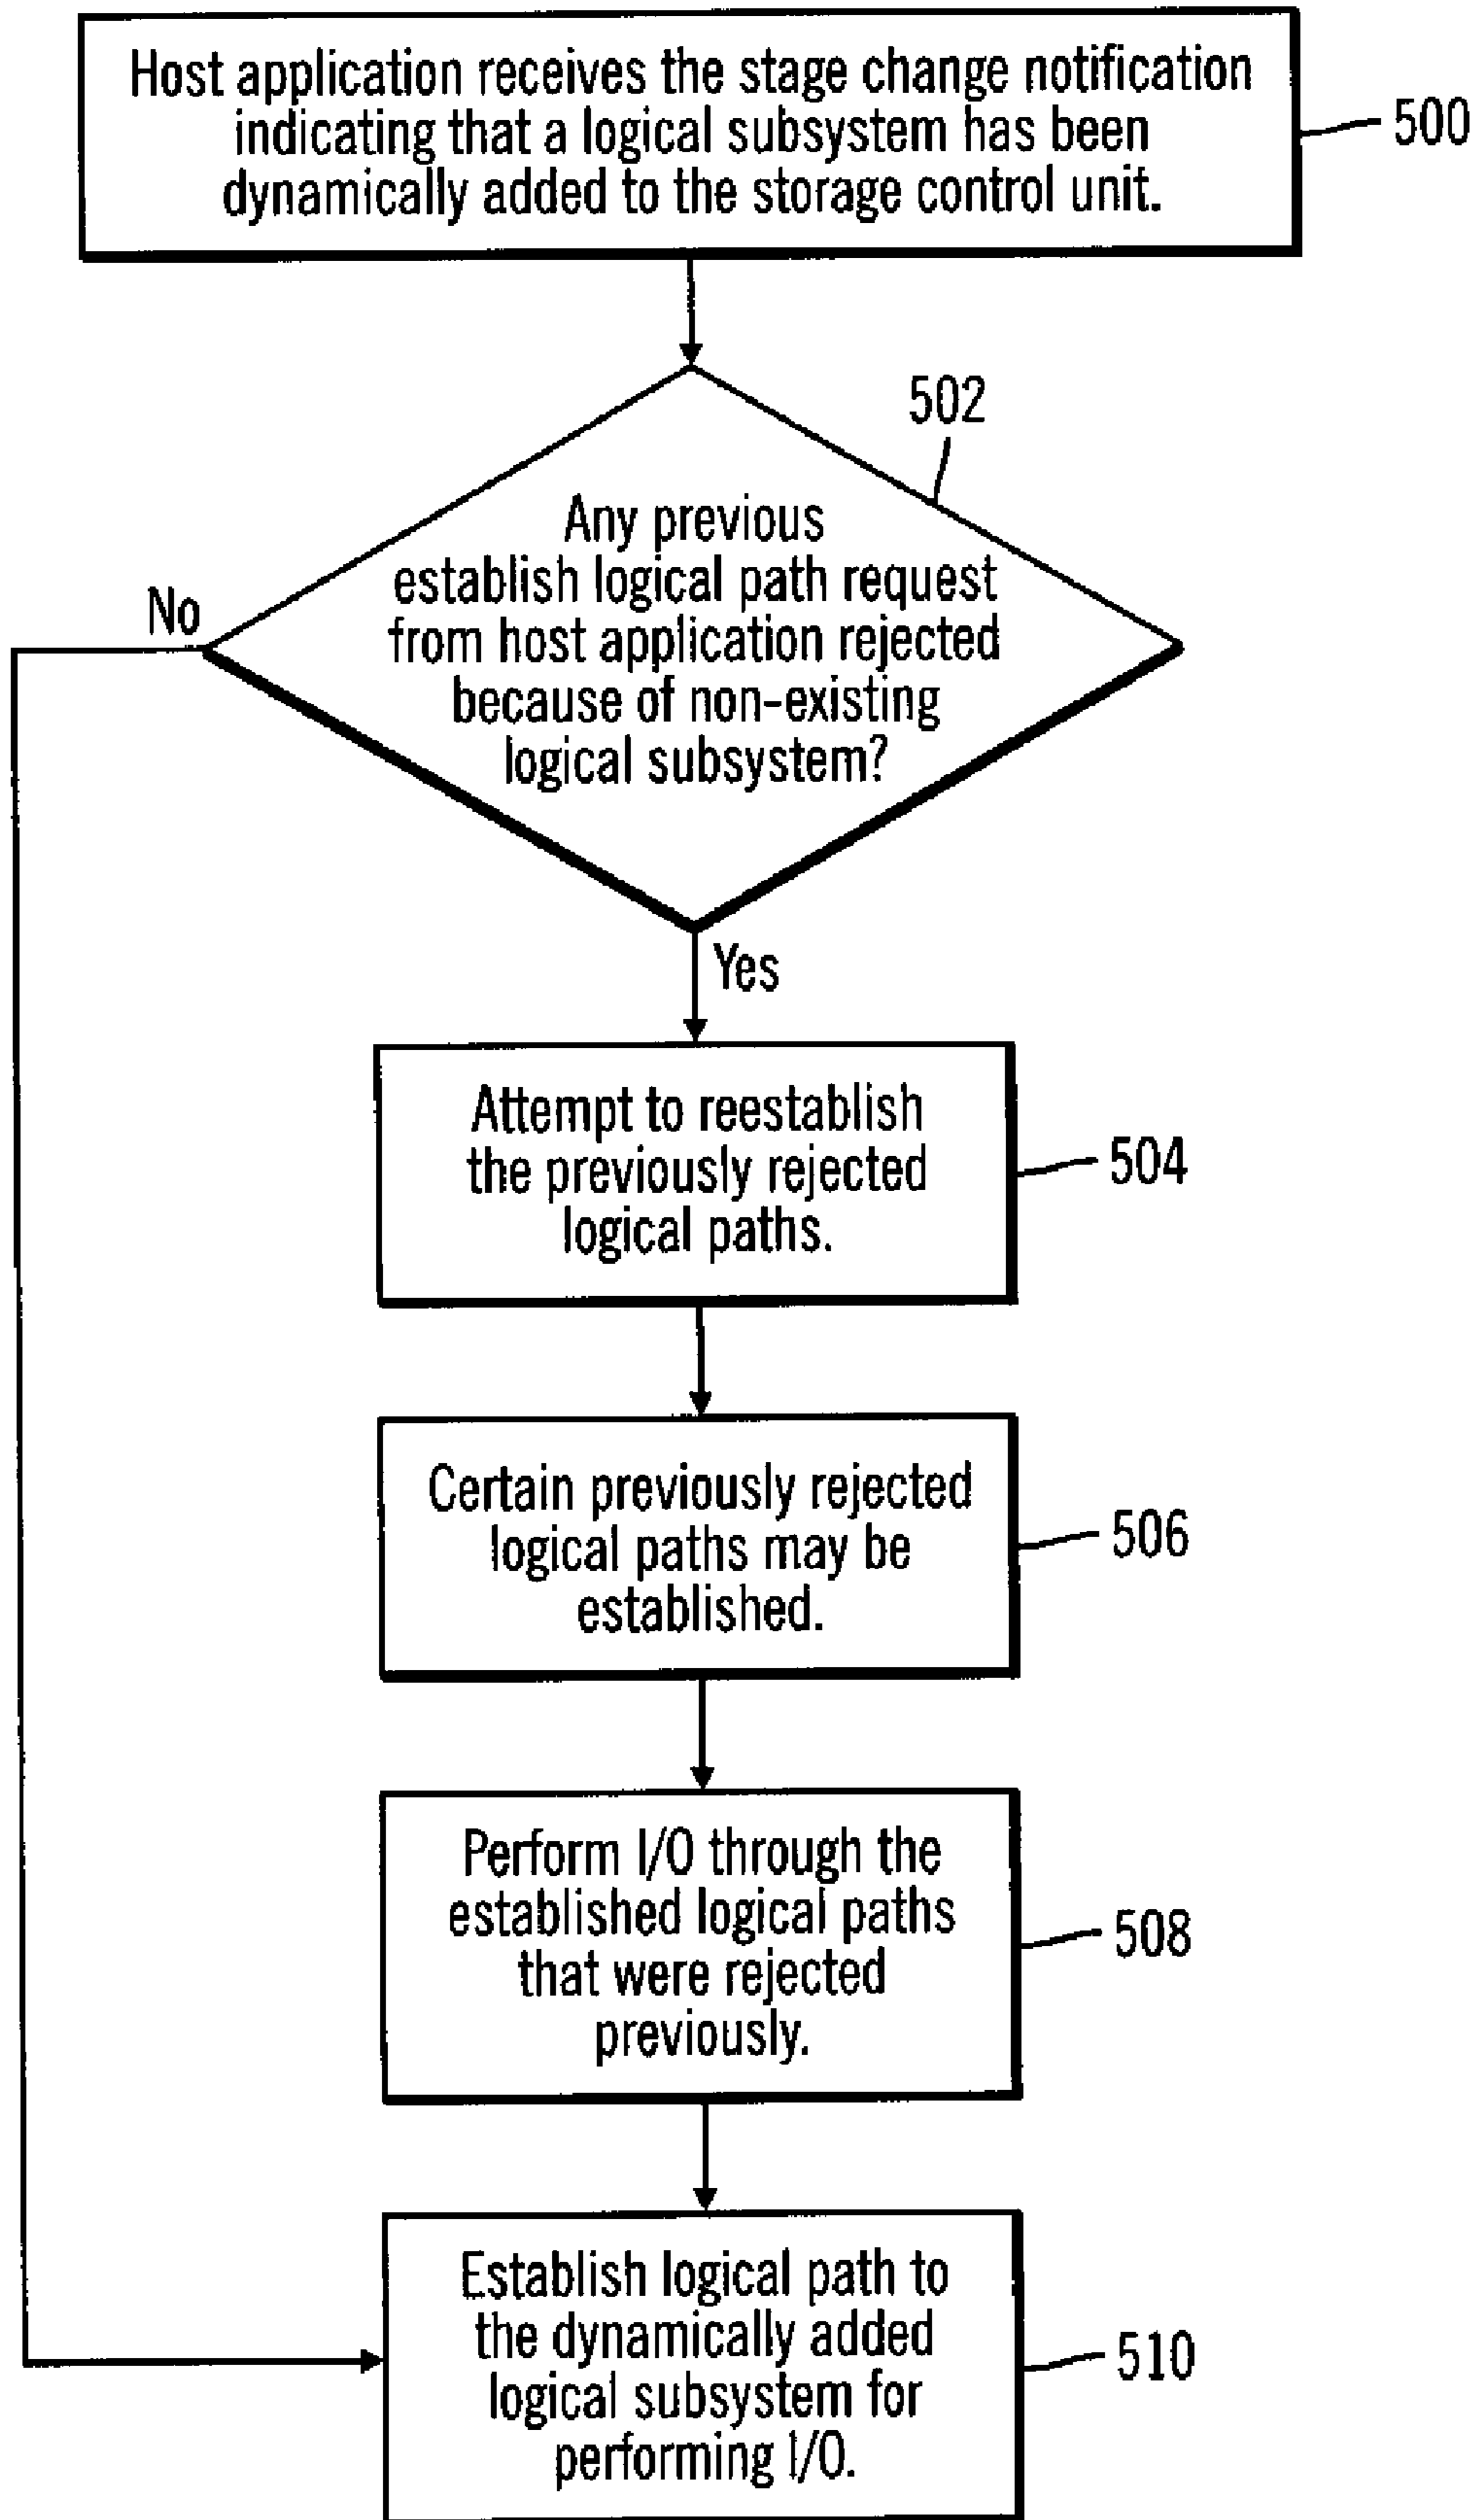 Host application receives the stage change notification
indicating that a logical subsystem has been
dynamically added to the storage control unit.
500
502
Any previous
establish logical path request
from host application rejected
because of non-existing
logical subsystem?
No
Yes
Attempt to reestablish
the previously rejected
logical paths.
504
Certain previously rejected
logical paths may be
established.
506
Perform I/O through the
established logical paths
that were rejected
previously.
508
Establish logical path to
the dynamically added
logical subsystem for
performing I/O.
510